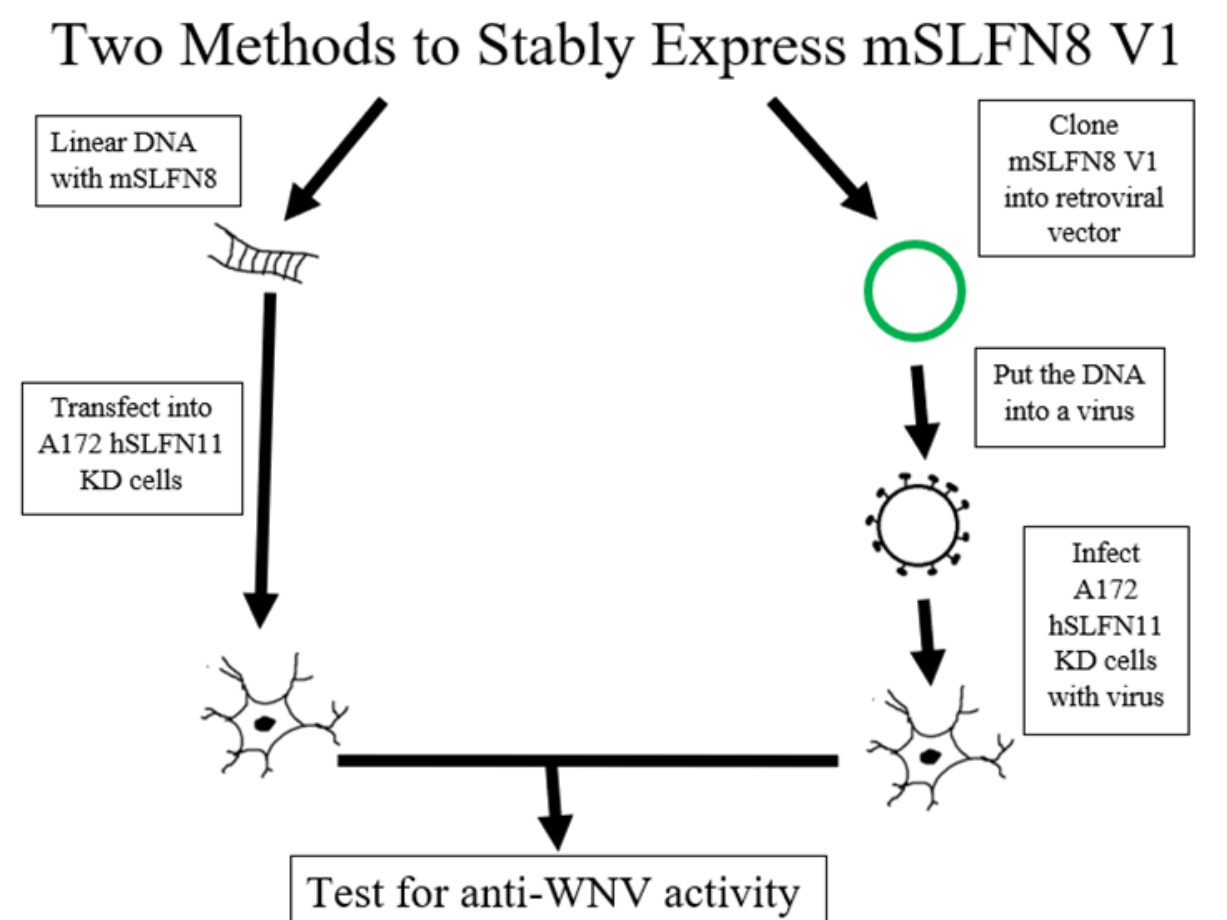 Two Methods to Stably Express mSLFN8 V1
Linear DNA
with mSLFN8
Transfect into
A172 hSLFN11
KD cells
Clone
mSLFN8 V1
into retroviral
vector
Put the DNA
into a virus
Infect
A172
hSLFN11
KD cells
with virus
Test for anti-WNV activity